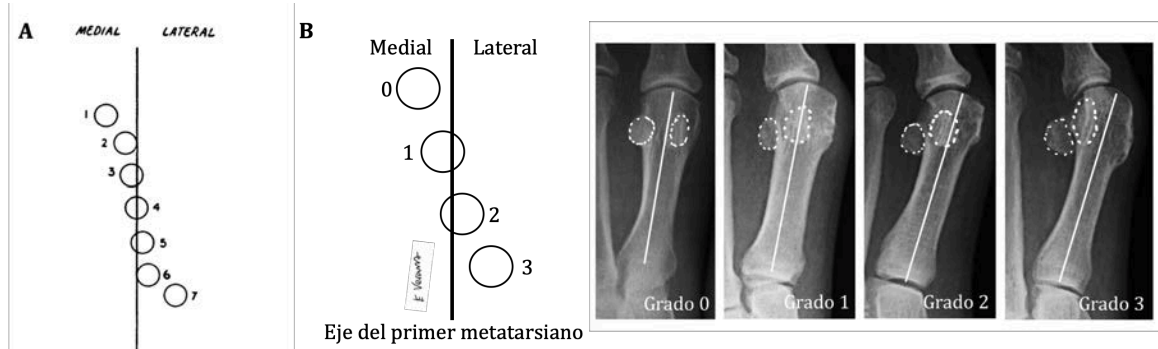 A
MEDIAL LATERAL
1
2
3
4
5
6
7
B
Medial Lateral
0
1
2
3
Eje del primer metatarsiano
Grado 0
Grado 1
Grado 2
Grado 3